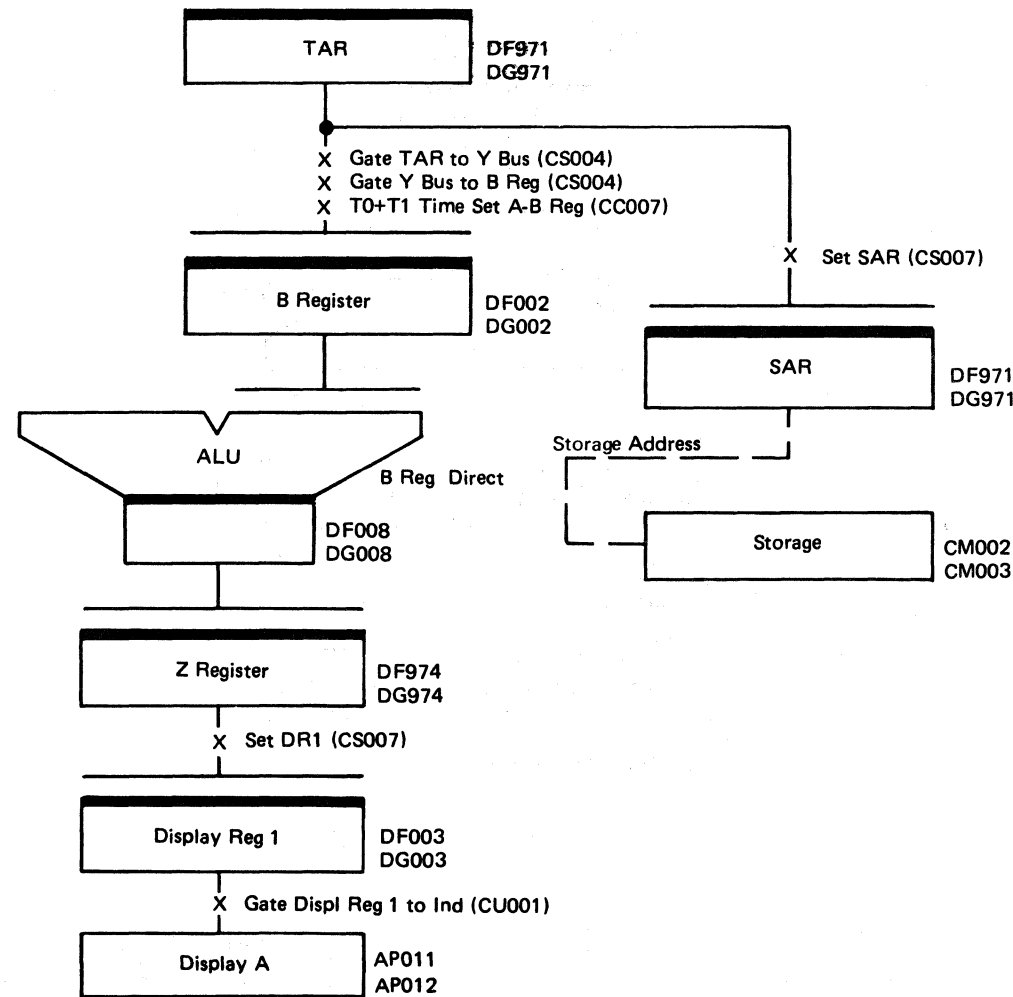 TAR
DF971
DG971
Gate TAR to Y Bus (CS004)
Gate Y Bus to B Reg (CS004)
T0+T1 Time Set A-B Reg (CC007)
Set SAR (CS007)
B Register
DF002
DG002
SAR
DF971
DG971
Storage Address
ALU
B Reg Direct
DF008
DG008
Storage
CM002
CM003
Z Register
DF974
DG974
Set DR1 (CS007)
Display Reg 1
DF003
DG003
Gate Displ Reg 1 to Ind (CU001)
Display A
AP011
AP012